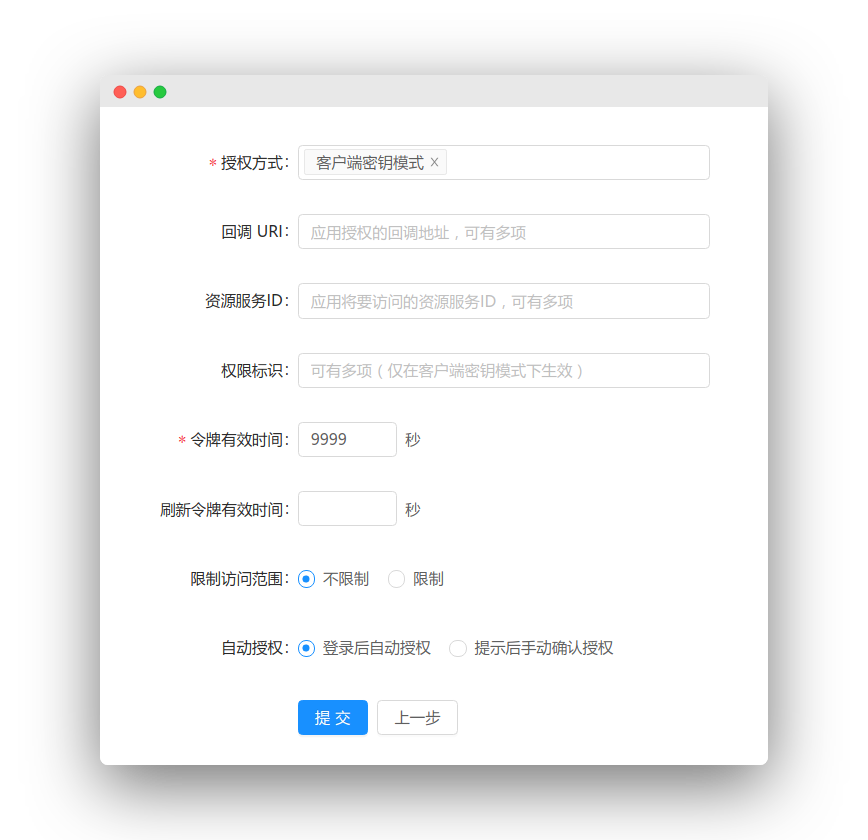 * 授权方式: 客户端密钥模式 X
回调 URI: 应用授权的回调地址，可有多项
资源服务ID: 应用将要访问的资源服务ID，可有多项
权限标识: 可有多项（仅在客户端密钥模式下生效）
* 令牌有效时间: 9999 秒
刷新令牌有效时间: 秒
限制访问范围: 不限制 限制
自动授权: 登录后自动授权 提示后手动确认授权
提 交 上一步